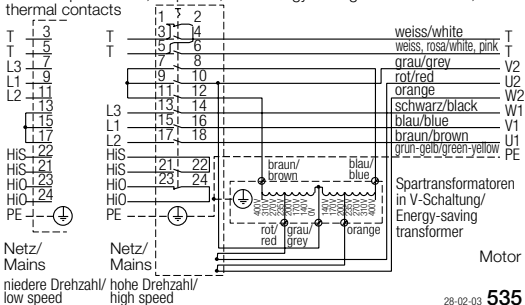 thermal contacts
1 2
T 3 3 4 weiss/white T
T 5 5 6 weiss, rosa/white, pink T
L3 7 7 8 grau/grey V2
L1 9 9 10 rot/red U2
L2 11 11 12 orange W2
13 L3 13 14 schwarz/black W1
15 L1 15 16 blau/blue V1
17 L2 17 18 braun/brown U1
HiS 22 HiS grün-gelb/green-yellow PE
HiS 21 HiS 21 22
HiO 23 HiO 23 24
HiO 24 HiO
PE PE
braun/
brown
blau/
blue
Spartransformatoren
in V-Schaltung/
Energy-saving
transformer
rot/
red
grau/
grey
orange
Netz/
Mains
niedere Drehzahl/
low speed
Netz/
Mains
hohe Drehzahl/
high speed
Motor
28-02-03 535